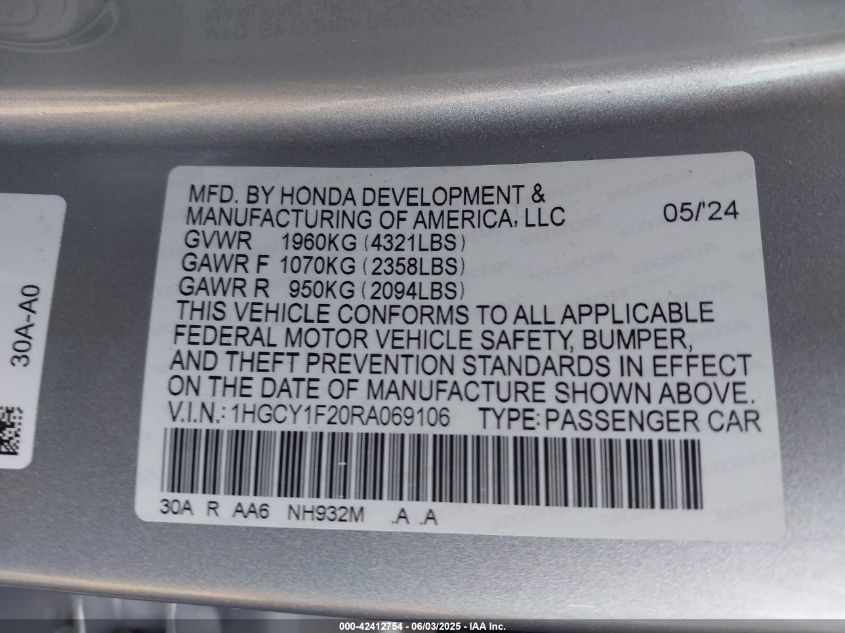 MFD. BY HONDA DEVELOPMENT &
MANUFACTURING OF AMERICA, LLC 05/'24
GVWR 1960KG (4321LBS)
GAWR F 1070KG (2358LBS)
GAWR R 950KG (2094LBS)
THIS VEHICLE CONFORMS TO ALL APPLICABLE
FEDERAL MOTOR VEHICLE SAFETY, BUMPER,
AND THEFT PREVENTION STANDARDS IN EFFECT
ON THE DATE OF MANUFACTURE SHOWN ABOVE.
V.I.N.: 1HGCY1F20RA069106 TYPE: PASSENGER CAR
30A R AA6 NH932M .A .A
30A-A0
000-42412754 - 06/03/2025 - IAA Inc.